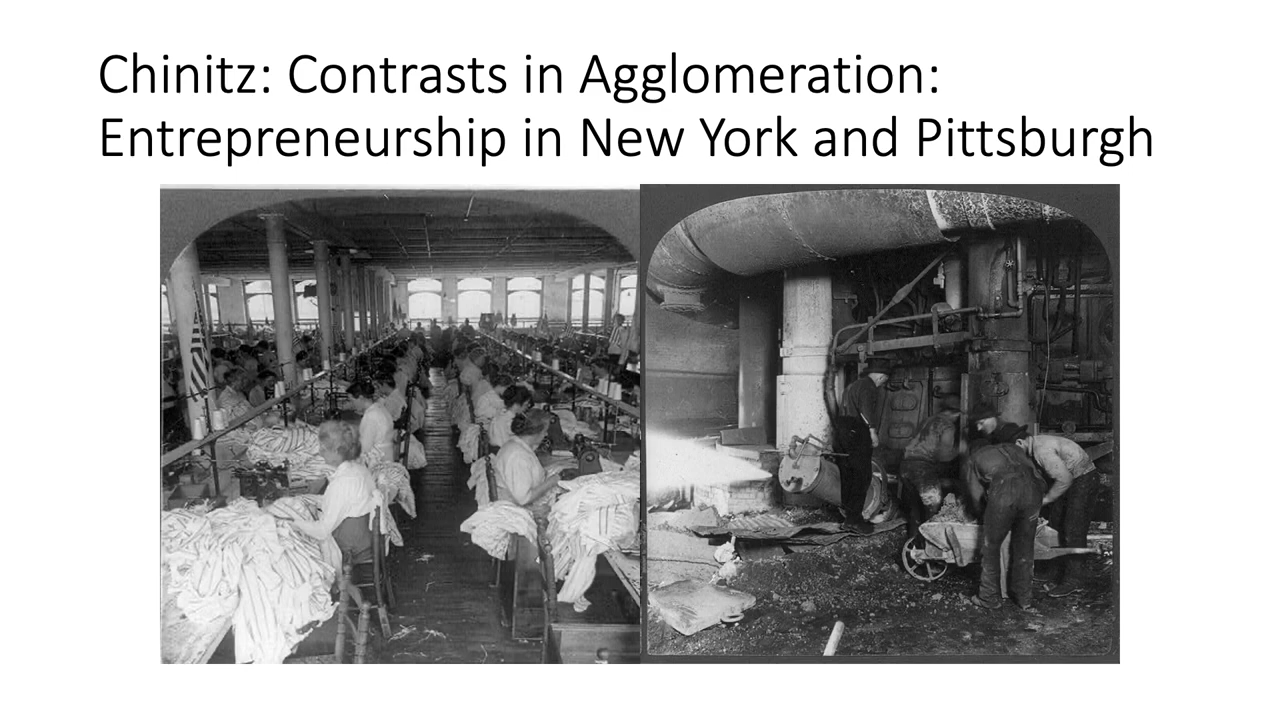 Chinitz: Contrasts in Agglomeration:
Entrepreneurship in New York and Pittsburgh